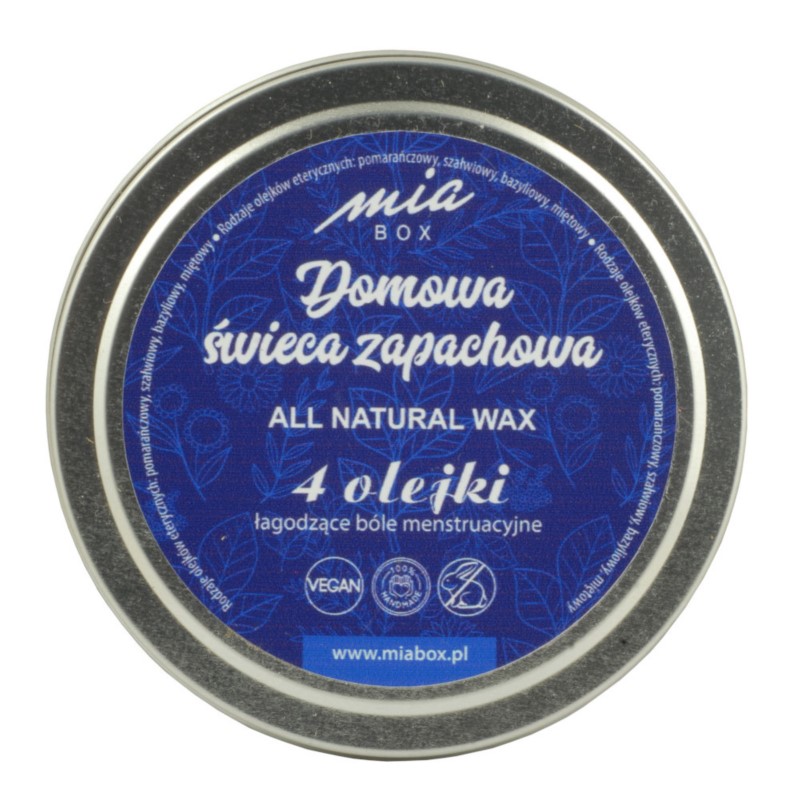 mia
BOX
Domowa
świeca zapachowa
ALL NATURAL WAX
4 olejki
łagodzące bóle menstruacyjne
VEGAN
100%
HANDMADE
www.miabox.pl
Rodzaje olejków eterycznych: pomarańczowy, szałwiowy, bazyliowy, miętowy • Rodzaje olejków eterycznych: pomarańczowy, szałwiowy, bazyliowy, miętowy • Rodzaje olejków eterycznych: pomarańczowy, szałwiowy, bazyliowy, miętowy